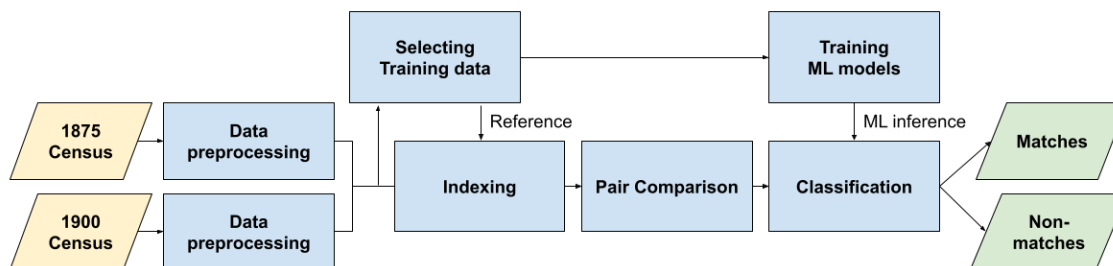 Selecting
Training data
Training
ML models
Reference
ML inference
1875
Census
Data
preprocessing
Indexing
Pair Comparison
Classification
Matches
1900
Census
Data
preprocessing
Non-
matches